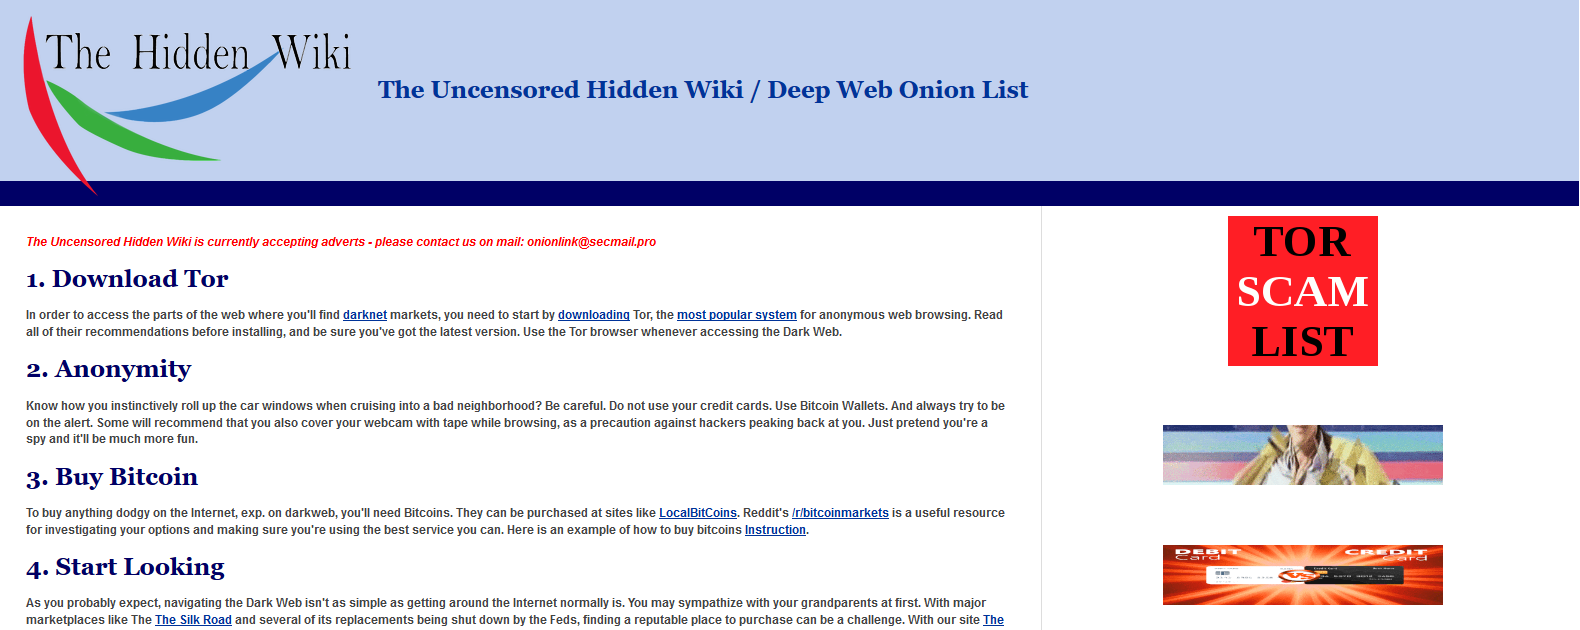 The Hidden Wiki
The Uncensored Hidden Wiki / Deep Web Onion List
The Uncensored Hidden Wiki is currently accepting adverts - please contact us on mail: onionlink@secmail.pro
1. Download Tor
In order to access the parts of the web where you'll find darknet markets, you need to start by downloading Tor, the most popular system for anonymous web browsing. Read
all of their recommendations before installing, and be sure you've got the latest version. Use the Tor browser whenever accessing the Dark Web.
2. Anonymity
Know how you instinctively roll up the car windows when cruising into a bad neighborhood? Be careful. Do not use your credit cards. Use Bitcoin Wallets. And always try to be
on the alert. Some will recommend that you also cover your webcam with tape while browsing, as a precaution against hackers peaking back at you. Just pretend you're a
spy and it'll be much more fun.
3. Buy Bitcoin
To buy anything dodgy on the Internet, exp. on darkweb, you'll need Bitcoins. They can be purchased at sites like LocalBitCoins. Reddit's /r/bitcoinmarkets is a useful resource
for investigating your options and making sure you're using the best service you can. Here is an example of how to buy bitcoins Instruction.
4. Start Looking
As you probably expect, navigating the Dark Web isn't as simple as getting around the Internet normally is. You may sympathize with your grandparents at first. With major
marketplaces like The The Silk Road and several of its replacements being shut down by the Feds, finding a reputable place to purchase can be a challenge. With our site The
TOR
SCAM
LIST
DEBIT
Card
CREDIT
Card
VS